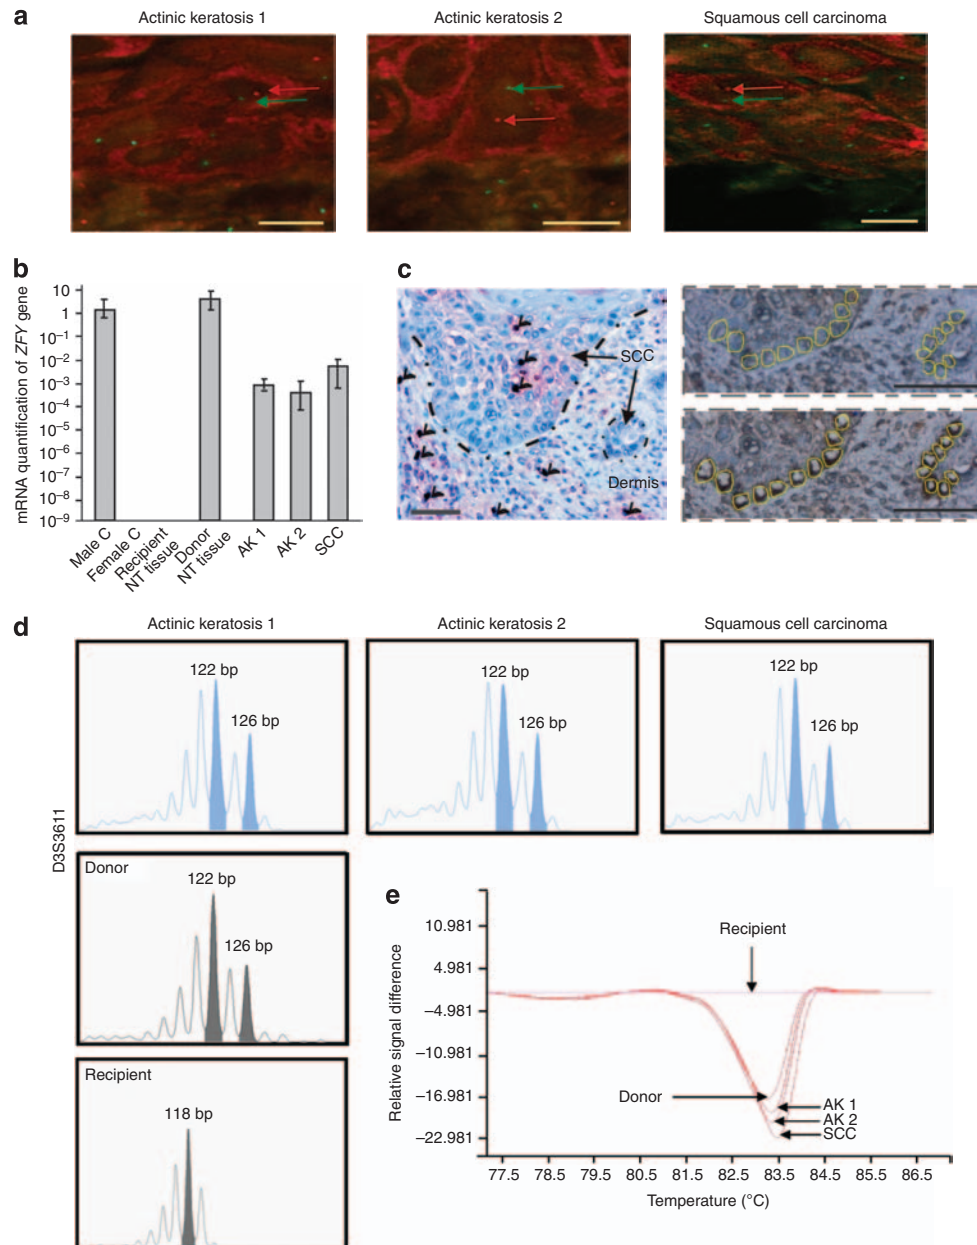 a
Actinic keratosis 1
Actinic keratosis 2
Squamous cell carcinoma
b
mRNA quantification of ZFY gene
10
1
10⁻¹
10⁻²
10⁻³
10⁻⁴
10⁻⁵
10⁻⁶
10⁻⁷
10⁻⁸
10⁻⁹
Male C
Female C
Recipient
NT tissue
Donor
NT tissue
AK 1
AK 2
SCC
c
SCC
Dermis
d
Actinic keratosis 1
Actinic keratosis 2
Squamous cell carcinoma
D3S3611
122 bp
126 bp
122 bp
126 bp
122 bp
126 bp
Donor
122 bp
126 bp
Recipient
118 bp
e
Relative signal difference
10.981
4.981
−4.981
−10.981
−16.981
−22.981
Recipient
Donor
AK 1
AK 2
SCC
77.5 78.5 79.5 80.5 81.5 82.5 83.5 84.5 85.5 86.5
Temperature (°C)